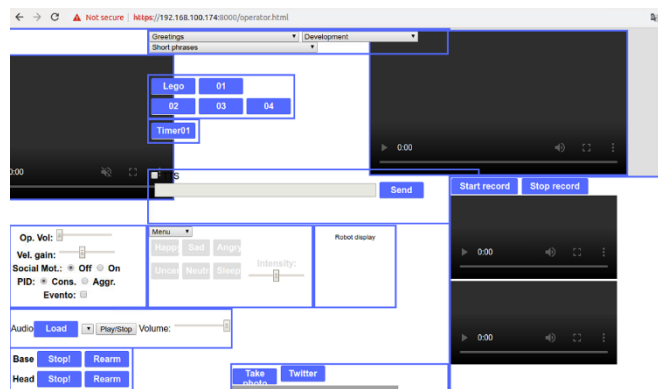 Not secure | https://192.168.100.174:8000/operator.html
Greetings Development
Short phrases
Lego 01
02 03 04
Timer01
0:00
0:00
S
Send
Start record Stop record
Op. Vol:
Vel. gain:
Social Mot.: Off On
PID: Cons. Aggr.
Evento:
Menu
Happ Sad Angry
Uncer Neutr Sleep
Intensity:
Robot display
0:00
0:00
Audio Load Play/Stop Volume:
Base Stop! Rearm
Head Stop! Rearm
Take photo Twitter